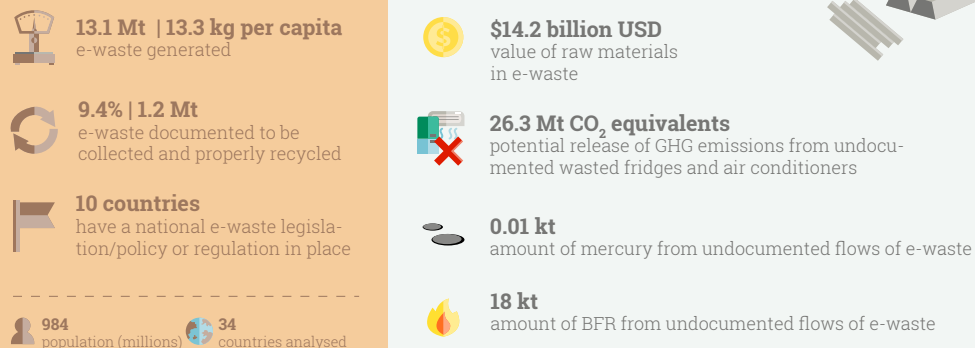 13.1 Mt | 13.3 kg per capita
e-waste generated
9.4% | 1.2 Mt
e-waste documented to be
collected and properly recycled
10 countries
have a national e-waste legisla-
tion/policy or regulation in place
984
population (millions)
34
countries analysed
$14.2 billion USD
value of raw materials
in e-waste
26.3 Mt CO₂ equivalents
potential release of GHG emissions from undocu-
mented wasted fridges and air conditioners
0.01 kt
amount of mercury from undocumented flows of e-waste
18 kt
amount of BFR from undocumented flows of e-waste